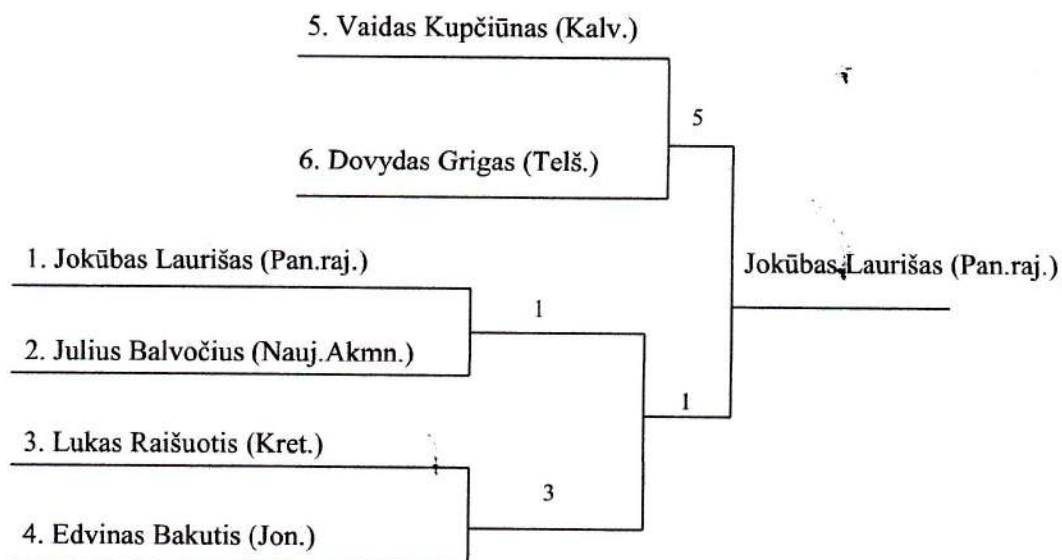 5. Vaidas Kupčiūnas (Kalv.)
5
6. Dovydas Grigas (Telš.)
1. Jokūbas Laurišas (Pan.raj.)
Jokūbas Laurišas (Pan.raj.)
1
2. Julius Balvočius (Nauj.Akmn.)
1
3. Lukas Raišuotis (Kret.)
3
4. Edvinas Bakutis (Jon.)